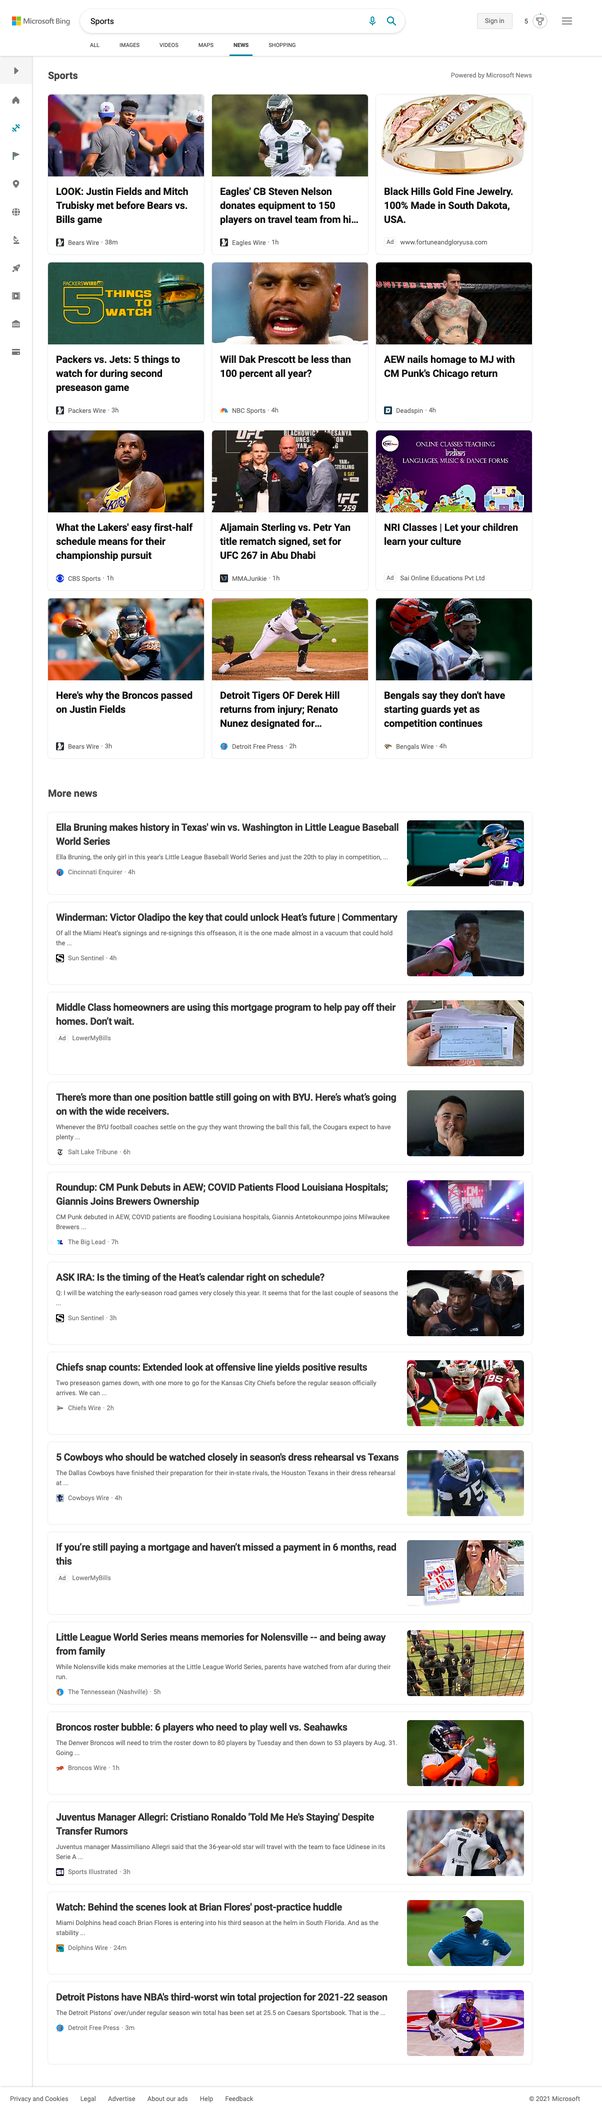 Microsoft Bing
Sports
Sign in
5
ALL
IMAGES
VIDEOS
MAPS
NEWS
SHOPPING
Sports
Powered by Microsoft News
LOOK: Justin Fields and Mitch
Trubisky met before Bears vs.
Bills game
Bears Wire · 38m
Eagles' CB Steven Nelson
donates equipment to 150
players on travel team from hi...
Eagles Wire · 1h
Black Hills Gold Fine Jewelry.
100% Made in South Dakota,
USA.
Ad www.fortuneandgloryusa.com
PACKERSWIRE
5 THINGS
TO
WATCH
Packers vs. Jets: 5 things to
watch for during second
preseason game
Packers Wire · 3h
Will Dak Prescott be less than
100 percent all year?
NBC Sports · 4h
AEW nails homage to MJ with
CM Punk's Chicago return
Deadspin · 4h
What the Lakers' easy first-half
schedule means for their
championship pursuit
CBS Sports · 1h
UFC
259
Aljamain Sterling vs. Petr Yan
title rematch signed, set for
UFC 267 in Abu Dhabi
MMAJunkie · 1h
ONLINE CLASSES TEACHING
Indian
LANGUAGES, MUSIC & DANCE FORMS
NRI Classes | Let your children
learn your culture
Ad Sai Online Educations Pvt Ltd
Here's why the Broncos passed
on Justin Fields
Bears Wire · 3h
Detroit Tigers OF Derek Hill
returns from injury; Renato
Nunez designated for...
Detroit Free Press · 2h
Bengals say they don't have
starting guards yet as
competition continues
Bengals Wire · 4h
More news
Ella Bruning makes history in Texas' win vs. Washington in Little League Baseball
World Series
Ella Bruning, the only girl in this year's Little League Baseball World Series and just the 20th to play in competition, ...
Cincinnati Enquirer · 4h
Winderman: Victor Oladipo the key that could unlock Heat's future | Commentary
Of all the Miami Heat's signings and re-signings this offseason, it is the one made almost in a vacuum that could hold
the ...
Sun Sentinel · 4h
Middle Class homeowners are using this mortgage program to help pay off their
homes. Don't wait.
Ad LowerMyBills
There's more than one position battle still going on with BYU. Here's what's going
on with the wide receivers.
Whenever the BYU football coaches settle on the guy they want throwing the ball this fall, the Cougars expect to have
plenty ...
Salt Lake Tribune · 6h
Roundup: CM Punk Debuts in AEW; COVID Patients Flood Louisiana Hospitals;
Giannis Joins Brewers Ownership
CM Punk debuted in AEW, COVID patients are flooding Louisiana hospitals, Giannis Antetokounmpo joins Milwaukee
Brewers ...
The Big Lead · 7h
ASK IRA: Is the timing of the Heat's calendar right on schedule?
Q: I will be watching the early-season road games very closely this year. It seems that for the last couple of seasons the
...
Sun Sentinel · 3h
Chiefs snap counts: Extended look at offensive line yields positive results
Two preseason games down, with one more to go for the Kansas City Chiefs before the regular season officially
arrives. We can ...
Chiefs Wire · 2h
5 Cowboys who should be watched closely in season's dress rehearsal vs Texans
The Dallas Cowboys have finished their preparation for their in-state rivals, the Houston Texans in their dress rehearsal
at ...
Cowboys Wire · 4h
75
If you're still paying a mortgage and haven't missed a payment in 6 months, read
this
Ad LowerMyBills
PAID
IN
FULL
Little League World Series means memories for Nolensville -- and being away
from family
While Nolensville kids make memories at the Little League World Series, parents have watched from afar during their
run.
The Tennessean (Nashville) · 5h
Broncos roster bubble: 6 players who need to play well vs. Seahawks
The Denver Broncos will need to trim the roster down to 80 players by Tuesday and then down to 53 players by Aug. 31.
Going ...
Broncos Wire · 1h
Juventus Manager Allegri: Cristiano Ronaldo 'Told Me He's Staying' Despite
Transfer Rumors
Juventus manager Massimiliano Allegri said that the 36-year-old star will travel with the team to face Udinese in its
Serie A ...
Sports Illustrated · 3h
7
Watch: Behind the scenes look at Brian Flores' post-practice huddle
Miami Dolphins head coach Brian Flores is entering into his third season at the helm in South Florida. And as the
stability ...
Dolphins Wire · 24m
Detroit Pistons have NBA's third-worst win total projection for 2021-22 season
The Detroit Pistons' over/under regular season win total has been set at 25.5 on Caesars Sportsbook. That is the ...
Detroit Free Press · 3m
Privacy and Cookies
Legal
Advertise
About our ads
Help
Feedback
© 2021 Microsoft